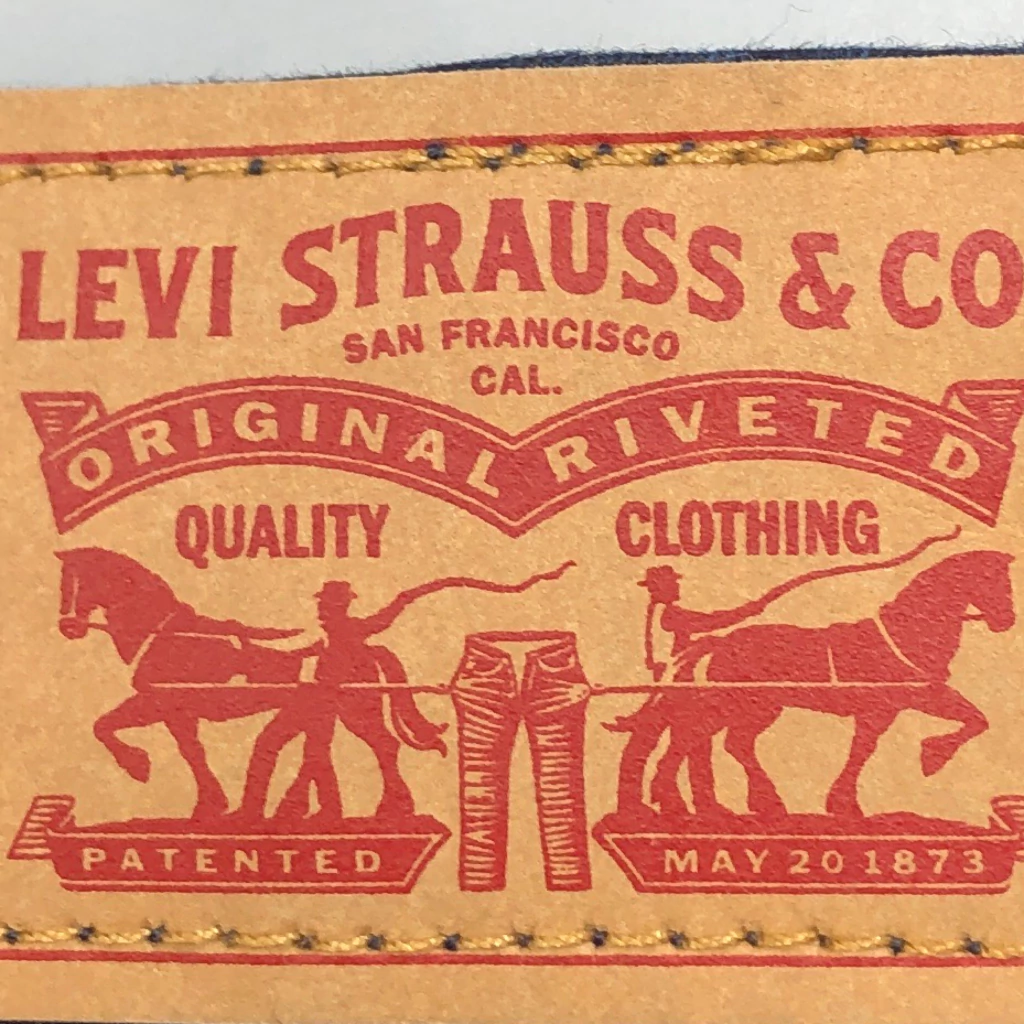 LEVI STRAUSS & CO
SAN FRANCISCO
CAL.
ORIGINAL RIVETED
QUALITY CLOTHING
PATENTED MAY 20 1873